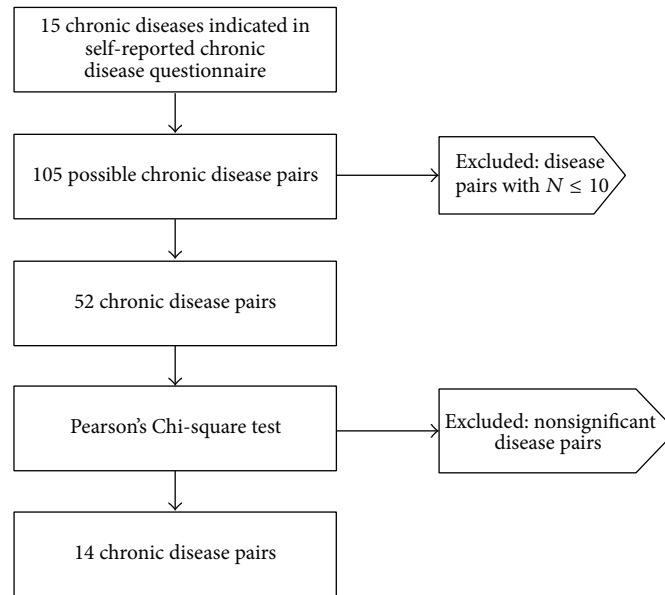 15 chronic diseases indicated in
self-reported chronic
disease questionnaire
105 possible chronic disease pairs
Excluded: disease
pairs with N ≤ 10
52 chronic disease pairs
Pearson's Chi-square test
Excluded: nonsignificant
disease pairs
14 chronic disease pairs